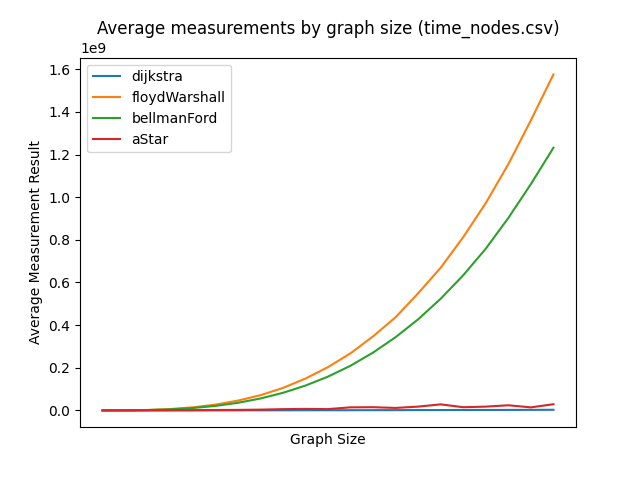 Average measurements by graph size (time_nodes.csv)
1e9
dijkstra
floydWarshall
bellmanFord
aStar
1.6
1.4
1.2
1.0
0.8
0.6
0.4
0.2
0.0
Average Measurement Result
Graph Size